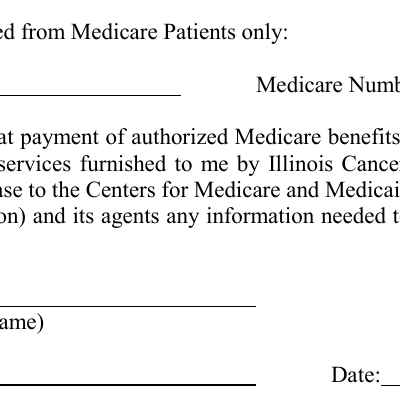 ed from Medicare Patients only:
Medicare Numb
at payment of authorized Medicare benefits
services furnished to me by Illinois Cance
ase to the Centers for Medicare and Medicai
on) and its agents any information needed t
ame)
Date: